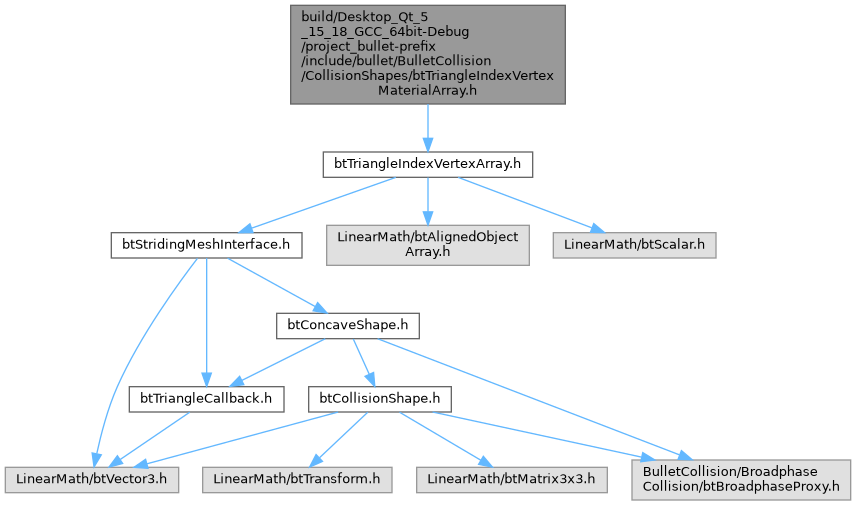 build/Desktop_Qt_5
_15_18_GCC_64bit-Debug
/project_bullet-prefix
/include/bullet/BulletCollision
/CollisionShapes/btTriangleIndexVertex
MaterialArray.h
btTriangleIndexVertexArray.h
btStridingMeshInterface.h
LinearMath/btAlignedObject
Array.h
LinearMath/btScalar.h
btConcaveShape.h
btTriangleCallback.h
btCollisionShape.h
LinearMath/btVector3.h
LinearMath/btTransform.h
LinearMath/btMatrix3x3.h
BulletCollision/Broadphase
Collision/btBroadphaseProxy.h